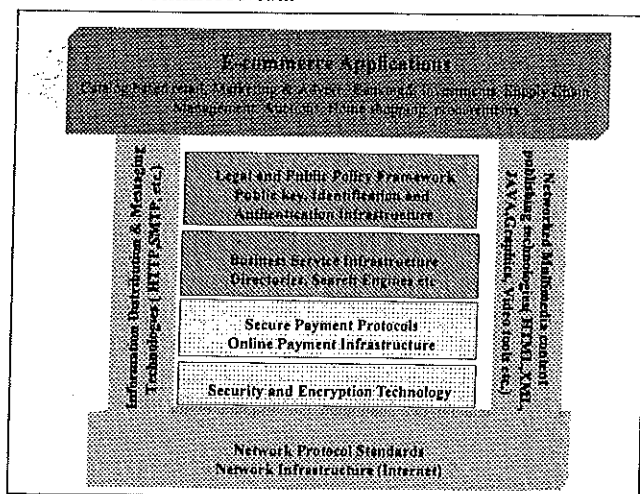 E-commerce Applications
Catalog based retail, Marketing & Advert., Banking & Investments, Supply Chain
Management, Auctions, Home shopping, procurement
Information Distribution & Messaging
Technologies (HTTP, SMTP, etc.)
Legal and Public Policy Framework
Public key, Identification and
Authentication Infrastructure
Business Service Infrastructure
Directories, Search Engines etc
Secure Payment Protocols
Online Payment Infrastructure
Security and Encryption Technology
Networked Multimedia content
publishing technologies, HTML, XML,
JAVA, Graphics, Video tools etc.)
Network Protocol Standards
Network Infrastructure (Internet)